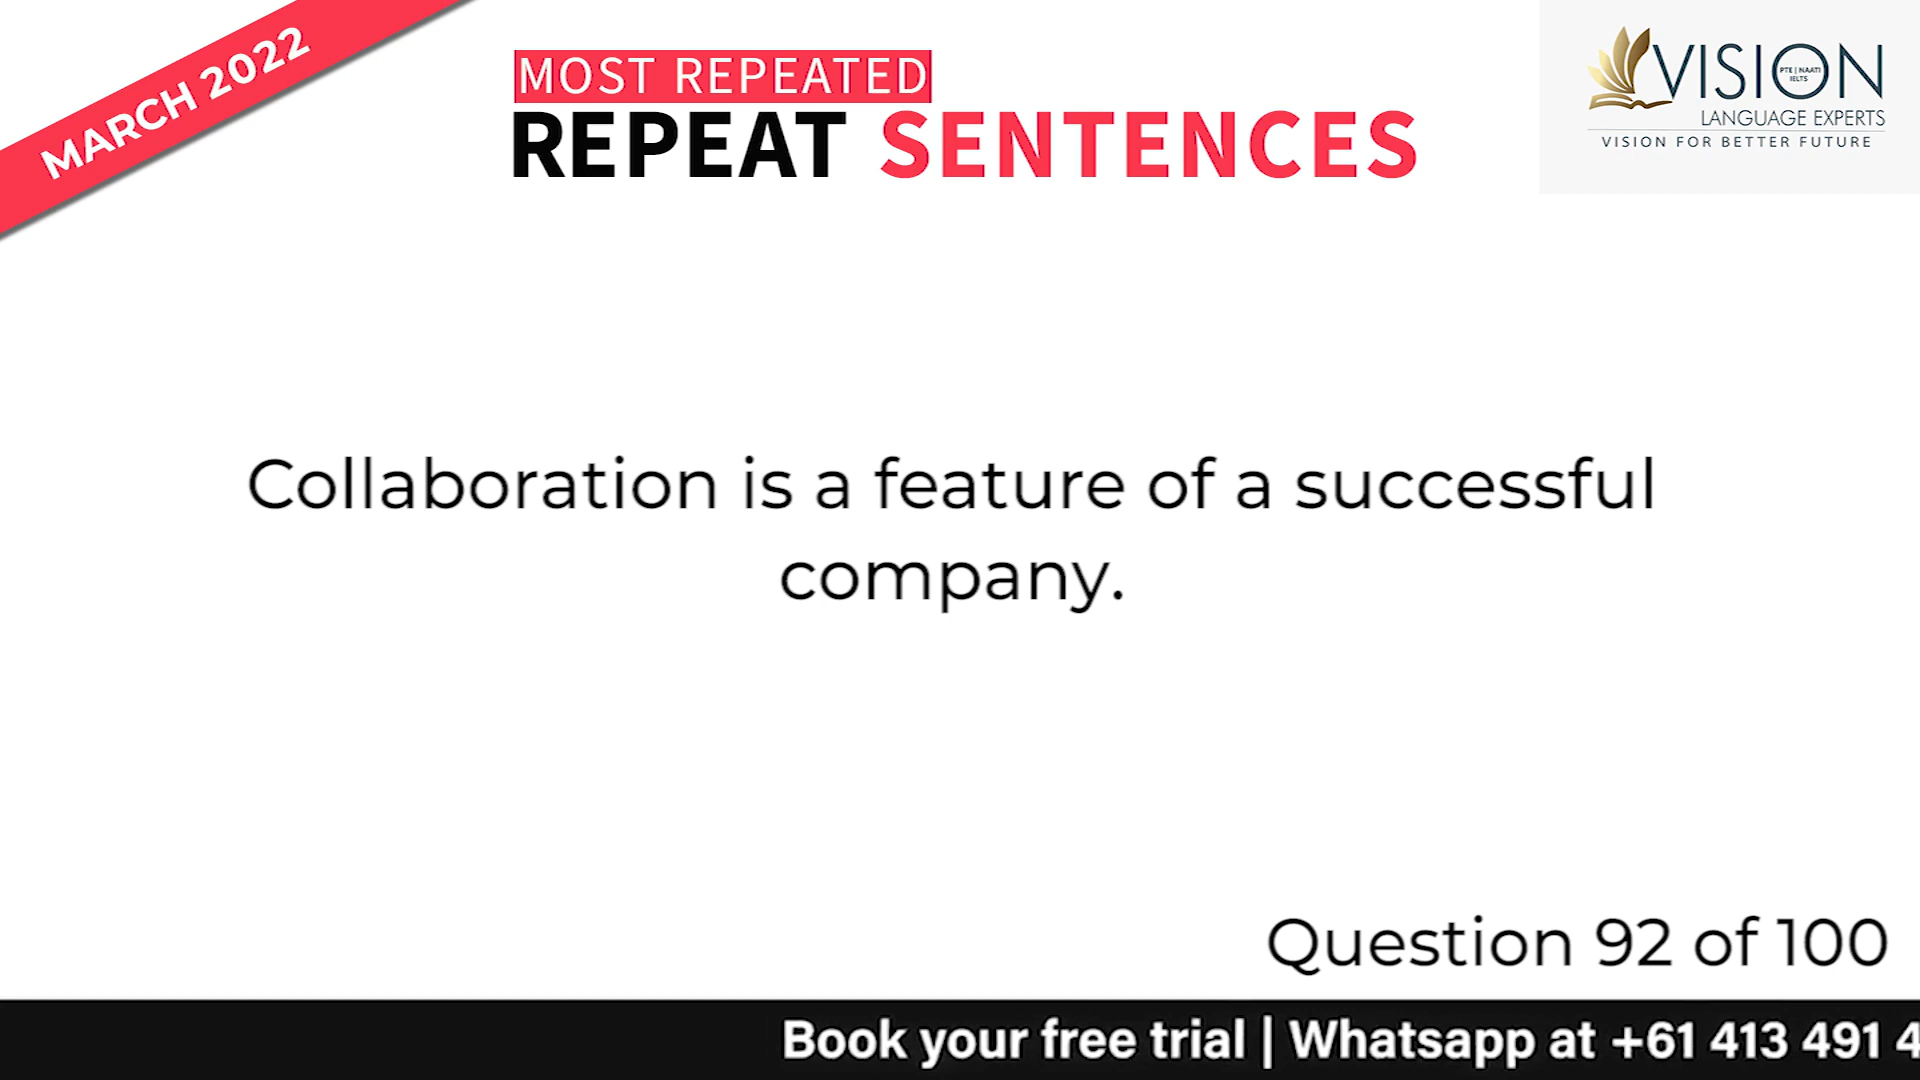 MARCH 2022
MOST REPEATED
REPEAT SENTENCES
VISION
PTE | NAATI
IELTS
LANGUAGE EXPERTS
VISION FOR BETTER FUTURE
Collaboration is a feature of a successful
company.
Question 92 of 100
Book your free trial | Whatsapp at +61 413 491 4